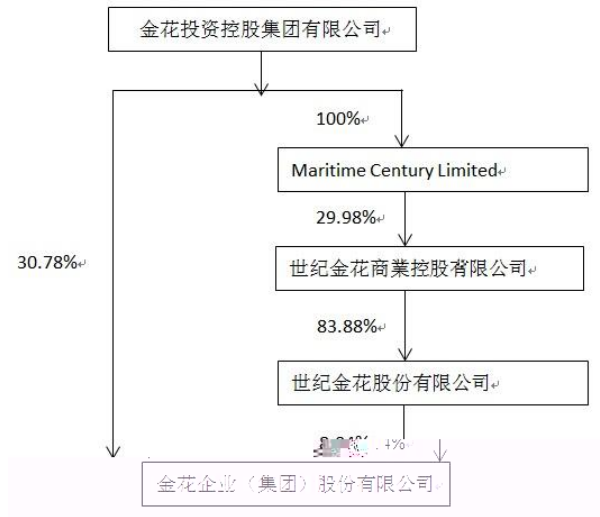 金花投资控股集团有限公司
100%
Maritime Century Limited
29.98%
30.78%
世纪金花商業控股有限公司
83.88%
世纪金花股份有限公司
金花企业（集团）股份有限公司